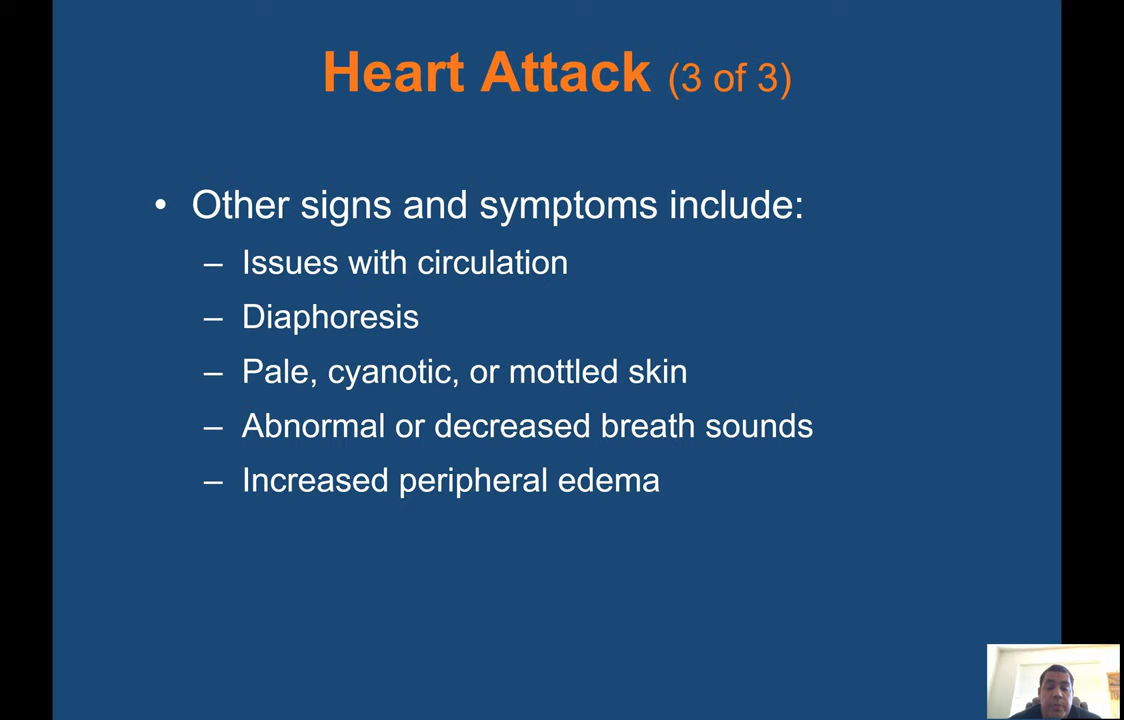 Heart Attack (3 of 3)
• Other signs and symptoms include:
– Issues with circulation
– Diaphoresis
– Pale, cyanotic, or mottled skin
– Abnormal or decreased breath sounds
– Increased peripheral edema